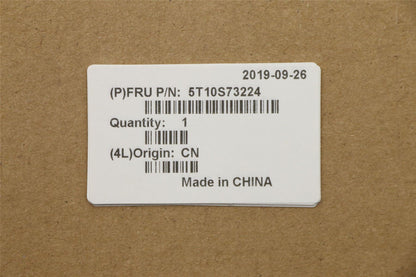 2019-09-26
(P)FRU P/N: 5T10S73224
Quantity: 1
(4L)Origin: CN
Made in CHINA